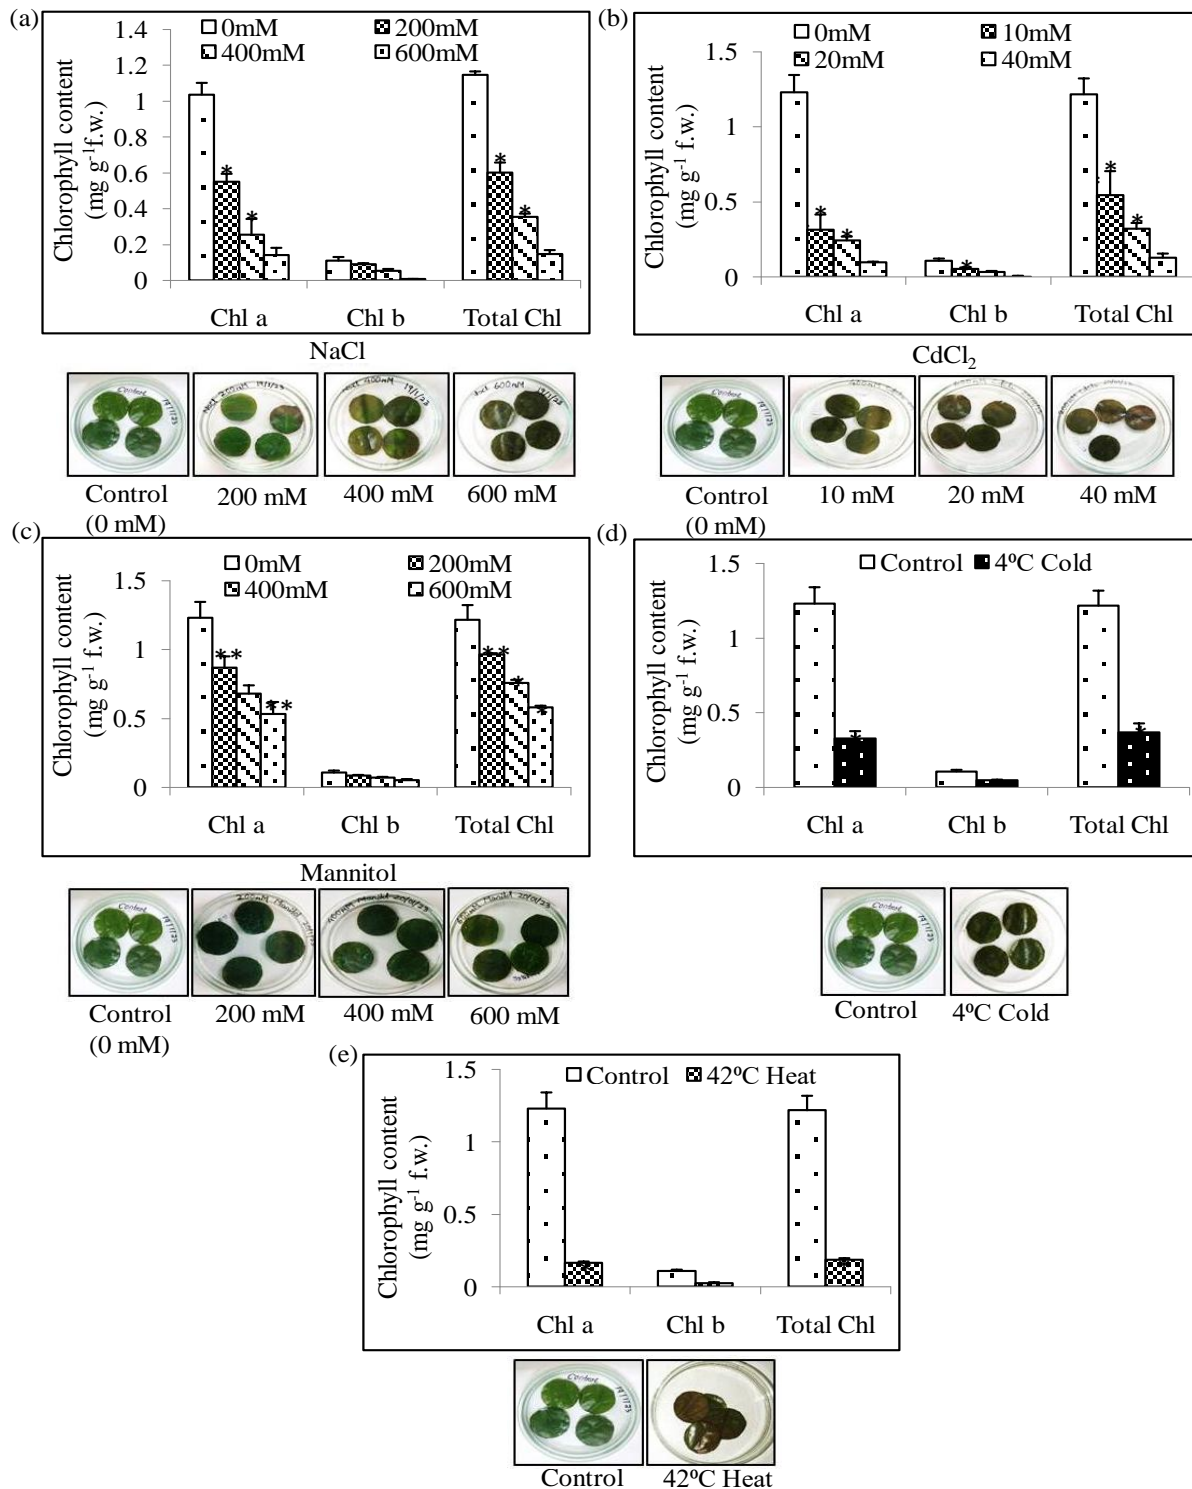 (a)
0mM 200mM
400mM 600mM
Chlorophyll content
(mg g-1f.w.)
1.4
1.2
1
0.8
0.6
0.4
0.2
0
* * * *
Chl a Chl b Total Chl
NaCl
Control
(0 mM)
200 mM 400 mM 600 mM
(b)
0mM 10mM
20mM 40mM
Chlorophyll content
(mg g-1 f.w.)
1.5
1
0.5
0
* * * * *
Chl a Chl b Total Chl
CdCl2
Control
(0 mM)
10 mM 20 mM 40 mM
(c)
0mM 200mM
400mM 600mM
Chlorophyll content
(mg g-1 f.w.)
1.5
1
0.5
0
** ** ** * *
Chl a Chl b Total Chl
Mannitol
Control
(0 mM)
200 mM 400 mM 600 mM
(d)
Control 4ºC Cold
Chlorophyll content
(mg g-1 f.w.)
1.5
1
0.5
0
* *
Chl a Chl b Total Chl
Control 4ºC Cold
(e)
Control 42ºC Heat
Chlorophyll content
(mg g-1 f.w.)
1.5
1
0.5
0
Chl a Chl b Total Chl
Control 42ºC Heat